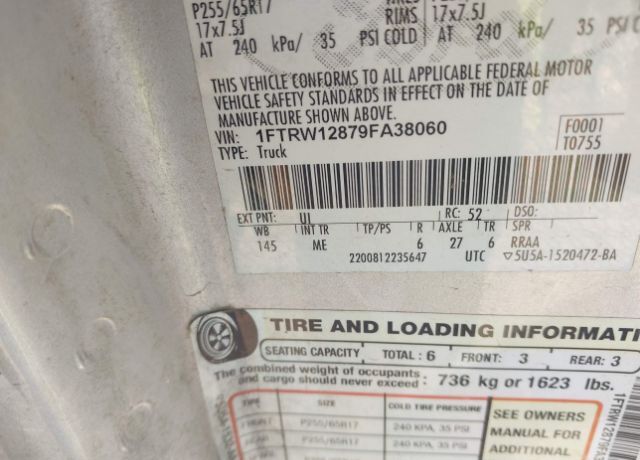 P255/65R17
17x7.5J
RIMS 17x7.5J
AT 240 kPa/ 35 PSI COLD AT 240 kPa/ 35 PSI COLD
THIS VEHICLE CONFORMS TO ALL APPLICABLE FEDERAL MOTOR
VEHICLE SAFETY STANDARDS IN EFFECT ON THE DATE OF
MANUFACTURE SHOWN ABOVE.
VIN: 1FTRW12879FA38060
TYPE: Truck
F0001
T0755
EXT PNT: UI RC: 52 DSO:
WB INT TR TP/PS R AXLE TR SPR
145 ME 6 27 6 RRAA
2200812235647 UTC ▽5U5A-1520472-BA
TIRE AND LOADING INFORMATI
SEATING CAPACITY TOTAL : 6 FRONT: 3 REAR: 3
The combined weight of occupants
and cargo should never exceed : 736 kg or 1623 lbs.
TIRE SIZE COLD TIRE PRESSURE
FRONT P255/65R17 240 KPA, 35 PSI
REAR P255/65R17 240 KPA, 35 PSI
SEE OWNERS
MANUAL FOR
ADDITIONAL